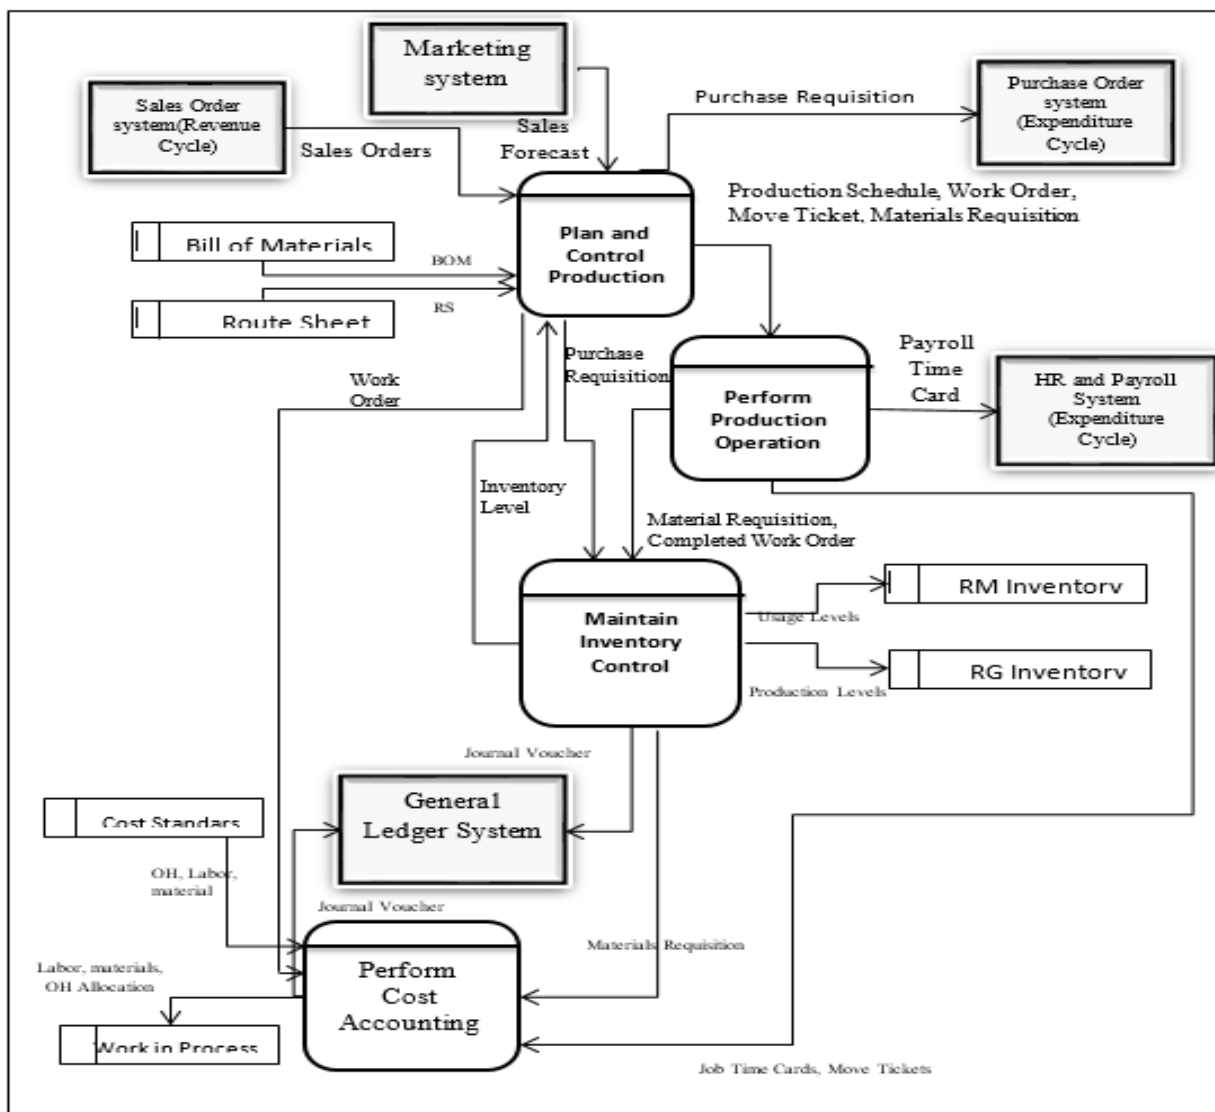 Marketing
system
Sales Order
system(Revenue
Cycle)
Purchase Requisition
Purchase Order
system
(Expenditure
Cycle)
Sales Orders
Sales
Forecast
Production Schedule, Work Order,
Move Ticket, Materials Requisition
Bill of Materials
BOM
Plan and
Control
Production
Route Sheet
RS
Purchase
Requisition
Work
Order
Payroll
Time
Card
Perform
Production
Operation
HR and Payroll
System
(Expenditure
Cycle)
Inventory
Level
Material Requisition,
Completed Work Order
Maintain
Inventory
Control
RM Inventory
Usage Levels
RG Inventory
Production Levels
Journal Voucher
General
Ledger System
Cost Standars
OH, Labor,
material
Journal Voucher
Materials Requisition
Labor, materials,
OH Allocation
Perform
Cost
Accounting
Work in Process
Job Time Cards, Move Tickets